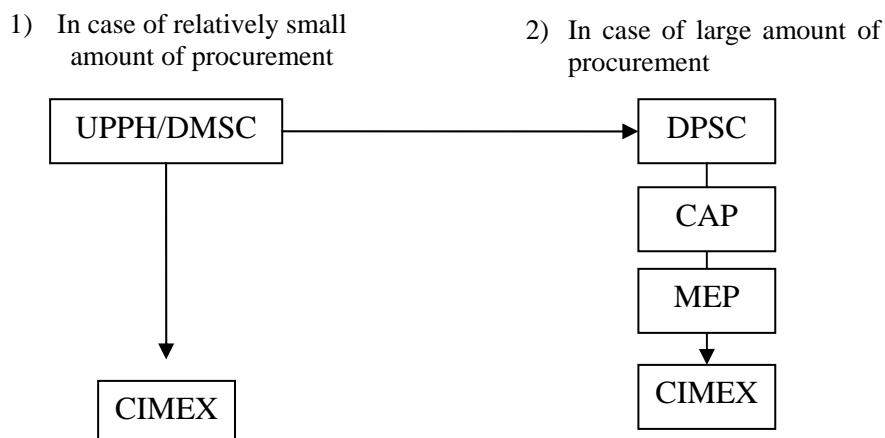 1) In case of relatively small
amount of procurement
2) In case of large amount of
procurement
UPPH/DMSC
DPSC
CAP
MEP
CIMEX
CIMEX